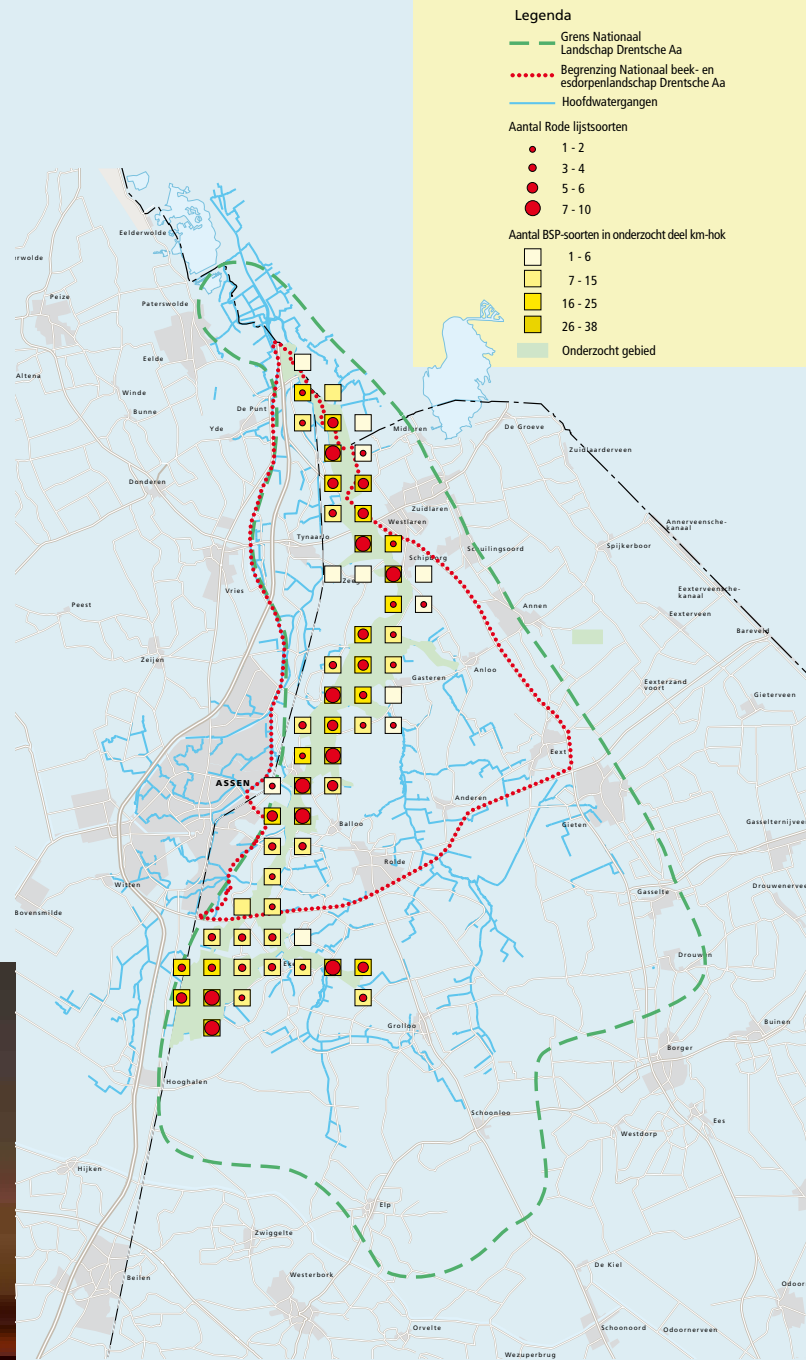 Legenda
Grens Nationaal
Landschap Drentsche Aa
Begrenzing Nationaal beek- en
esdorpenlandschap Drentsche Aa
Hoofdwatergangen
Aantal Rode lijstsoorten
1 - 2
3 - 4
5 - 6
7 - 10
Aantal BSP-soorten in onderzocht deel km-hok
1 - 6
7 - 15
16 - 25
26 - 38
Onderzocht gebied
Eelderwolde
rwolde
Peize
Paterswolde
Eelde
Altena
Winde
Bunne
De Punt
Yde
Midlaren
De Groeve
Zuidlaarderveen
Donderen
Zuidlaren
Westlaren
Annerveensche-
kanaal
Tynaarlo
Schuilingsoord
Spijkerboor
Schipborg
Vries
Eexterveensche-
kanaal
Peest
Annen
Eexterveen
Bareveld
Zeijen
Anloo
Gasteren
Eexterzand
voort
Gieterveen
Eext
ASSEN
Anderen
Balloo
Gieten
Gasselternijvee
Rolde
Witten
Drouwenervee
Gasselte
Bovensmilde
Drouwen
Grolloo
Buinen
Borger
Hooghalen
Schoonloo
Ees
Westdorp
Hijken
Elp
Zwiggelte
De Kiel
Beilen
Westerbork
Odoor
Orvelte
Schoonoord
Odoornerveen
Wezuperbrug